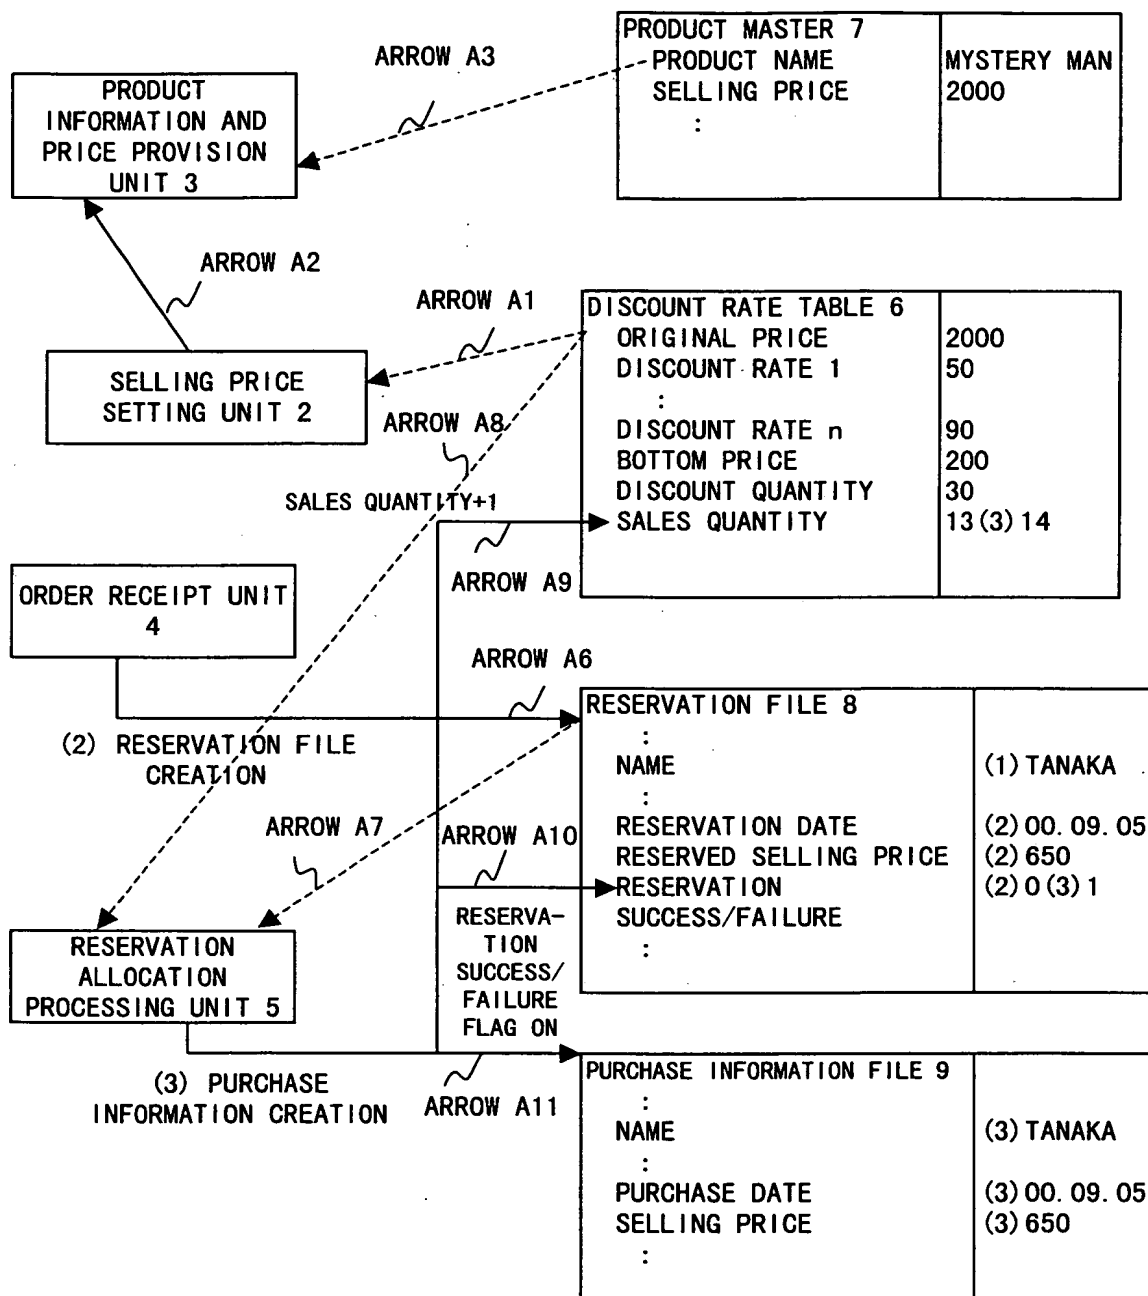 PRODUCT MASTER 7
PRODUCT NAME MYSTERY MAN
SELLING PRICE 2000
:
ARROW A3
PRODUCT
INFORMATION AND
PRICE PROVISION
UNIT 3
ARROW A2
ARROW A1
DISCOUNT RATE TABLE 6
ORIGINAL PRICE 2000
DISCOUNT RATE 1 50
:
DISCOUNT RATE n 90
BOTTOM PRICE 200
DISCOUNT QUANTITY 30
SALES QUANTITY 13(3)14
SELLING PRICE
SETTING UNIT 2
ARROW A8
SALES QUANTITY+1
ARROW A9
ORDER RECEIPT UNIT
4
ARROW A6
(2) RESERVATION FILE
CREATION
RESERVATION FILE 8
:
NAME (1)TANAKA
:
RESERVATION DATE (2)00.09.05
RESERVED SELLING PRICE (2)650
RESERVATION (2)0(3)1
SUCCESS/FAILURE
:
ARROW A7
ARROW A10
RESERVA-
TION
SUCCESS/
FAILURE
FLAG ON
RESERVATION
ALLOCATION
PROCESSING UNIT 5
(3) PURCHASE
INFORMATION CREATION
ARROW A11
PURCHASE INFORMATION FILE 9
:
NAME (3)TANAKA
:
PURCHASE DATE (3)00.09.05
SELLING PRICE (3)650
: